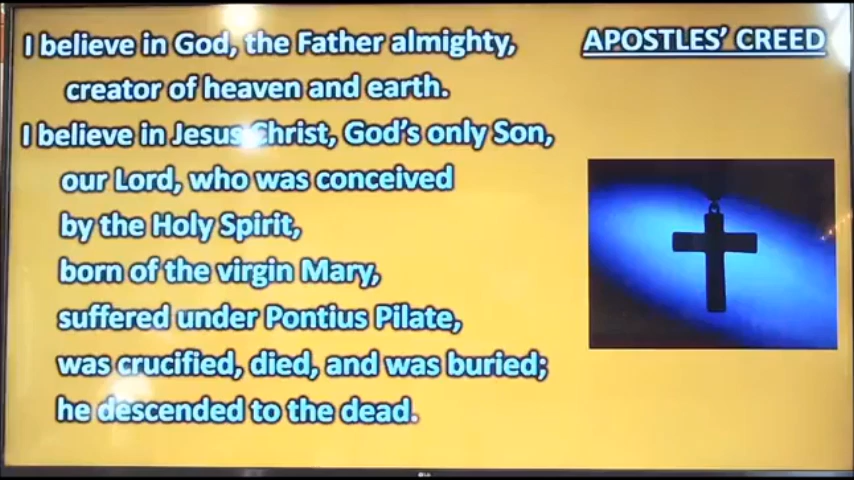 I believe in God, the Father almighty,
creator of heaven and earth.
I believe in Jesus Christ, God's only Son,
our Lord, who was conceived
by the Holy Spirit,
born of the virgin Mary,
suffered under Pontius Pilate,
was crucified, died, and was buried;
he descended to the dead.
APOSTLES' CREED
LG